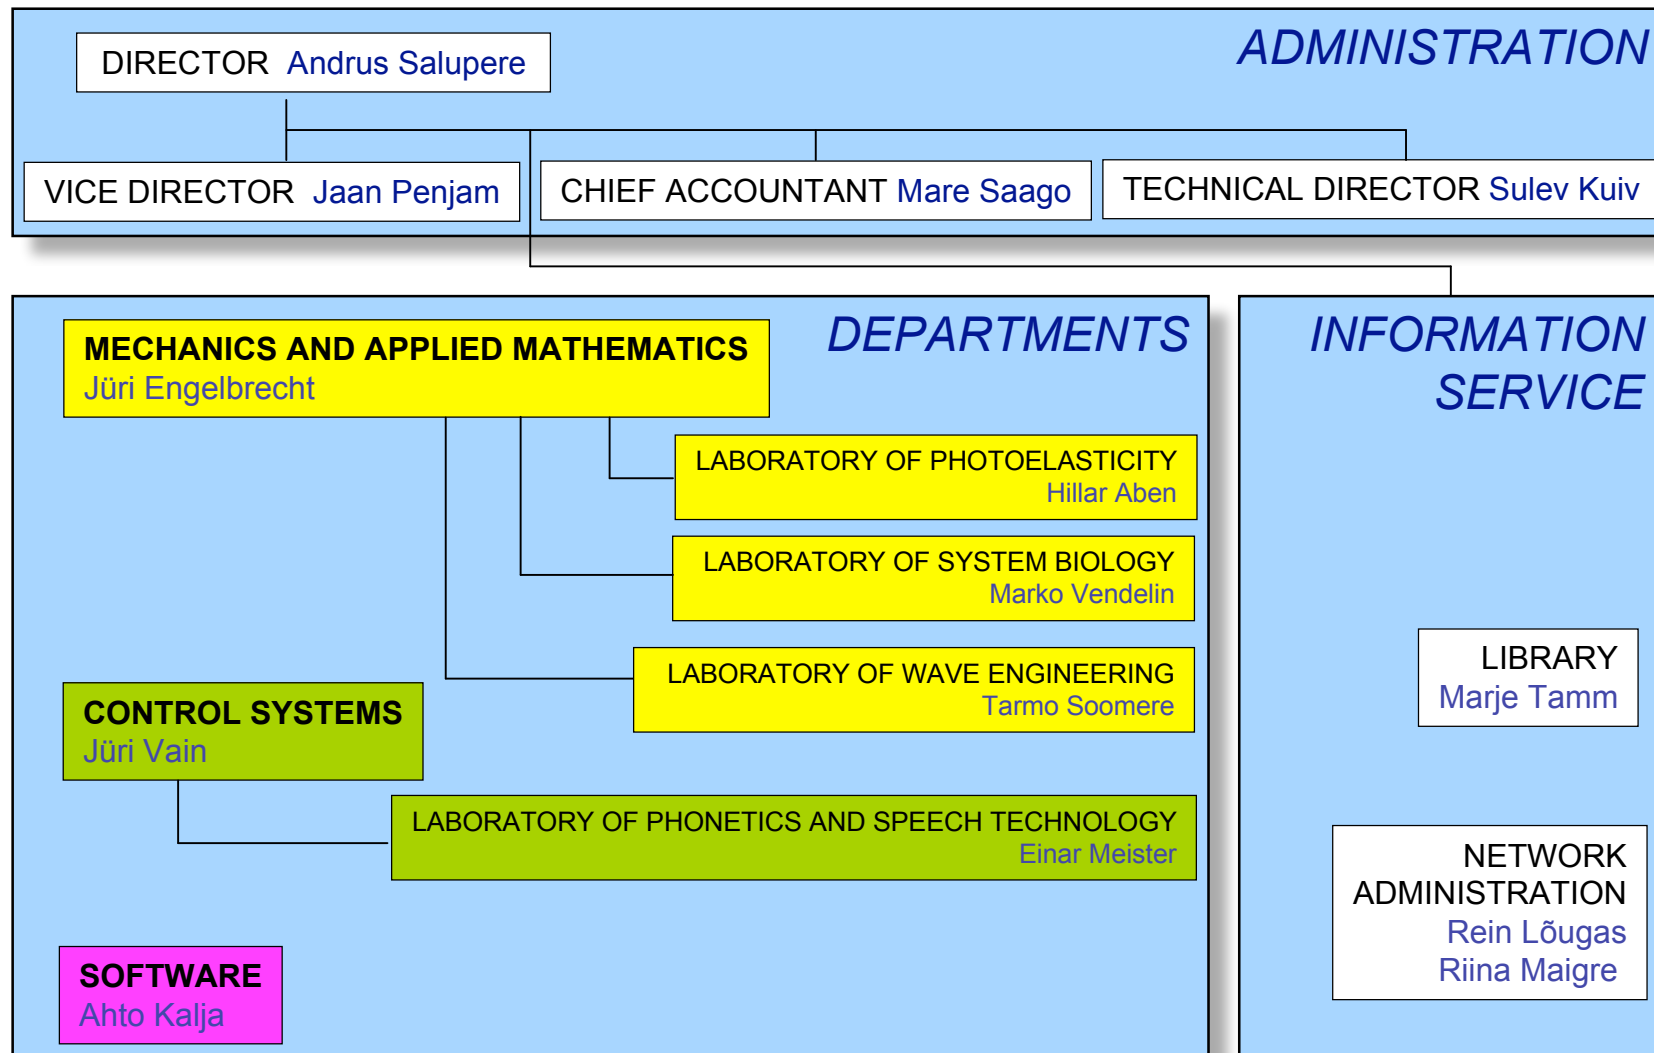 ADMINISTRATION
DIRECTOR Andrus Salupere
VICE DIRECTOR Jaan Penjam
CHIEF ACCOUNTANT Mare Saago
TECHNICAL DIRECTOR Sulev Kuiv
DEPARTMENTS
MECHANICS AND APPLIED MATHEMATICS
Jüri Engelbrecht
LABORATORY OF PHOTOELASTICITY
Hillar Aben
LABORATORY OF SYSTEM BIOLOGY
Marko Vendelin
LABORATORY OF WAVE ENGINEERING
Tarmo Soomere
CONTROL SYSTEMS
Jüri Vain
LABORATORY OF PHONETICS AND SPEECH TECHNOLOGY
Einar Meister
SOFTWARE
Ahto Kalja
INFORMATION
SERVICE
LIBRARY
Marje Tamm
NETWORK
ADMINISTRATION
Rein Lõugas
Riina Maigre